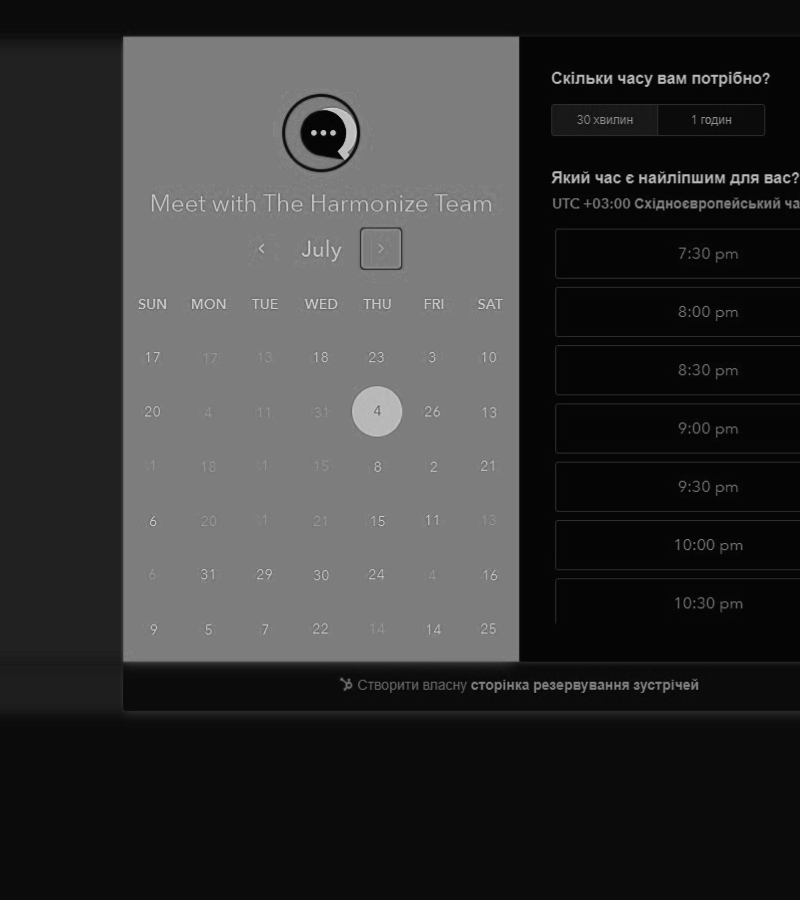 Meet with The Harmonize Team
July
SUN MON TUE WED THU FRI SAT
17 17 13 18 23 3 10
20 4 11 31 4 26 13
1 18 1 15 8 2 21
6 20 1 21 15 11 13
6 31 29 30 24 4 16
9 5 7 22 14 14 25
Скільки часу вам потрібно?
30 хвилин 1 годин
Який час є найліпшим для вас?
UTC +03:00 Східноєвропейський ча
7:30 pm
8:00 pm
8:30 pm
9:00 pm
9:30 pm
10:00 pm
10:30 pm
Створити власну сторінка резервування зустрічей